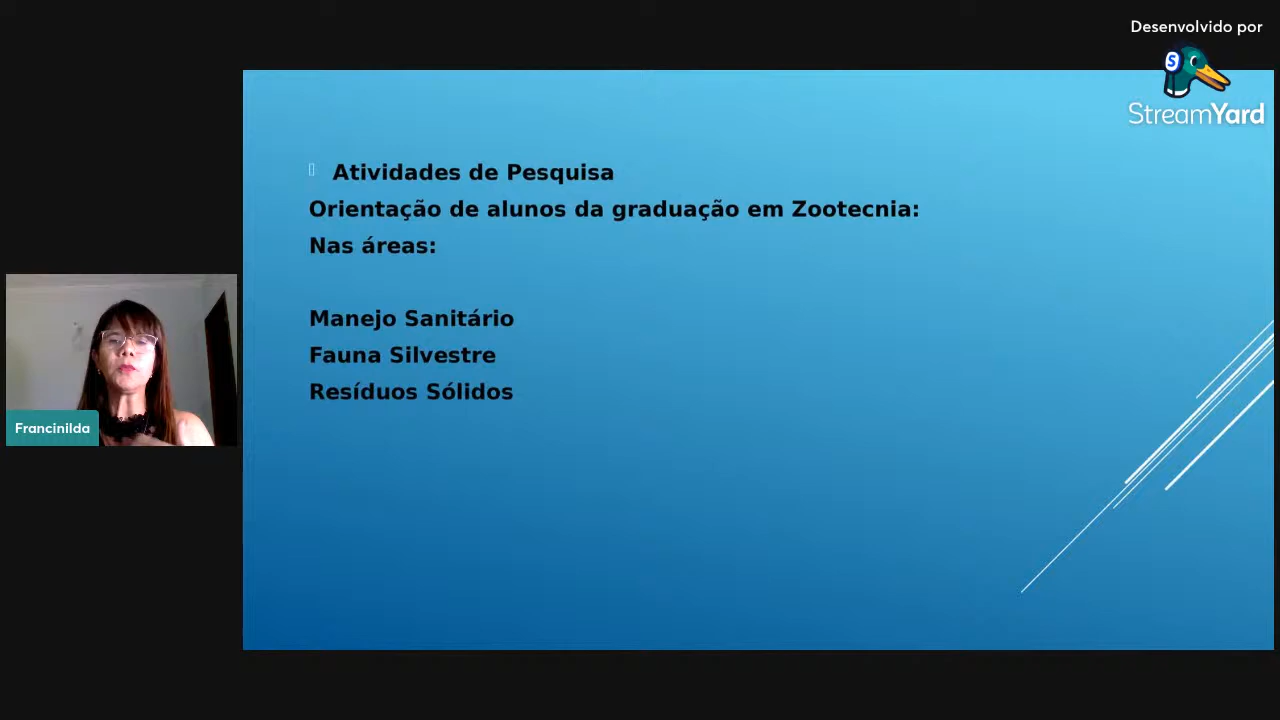 Desenvolvido por
StreamYard
Atividades de Pesquisa
Orientação de alunos da graduação em Zootecnia:
Nas áreas:
Manejo Sanitário
Fauna Silvestre
Resíduos Sólidos
Francinilda